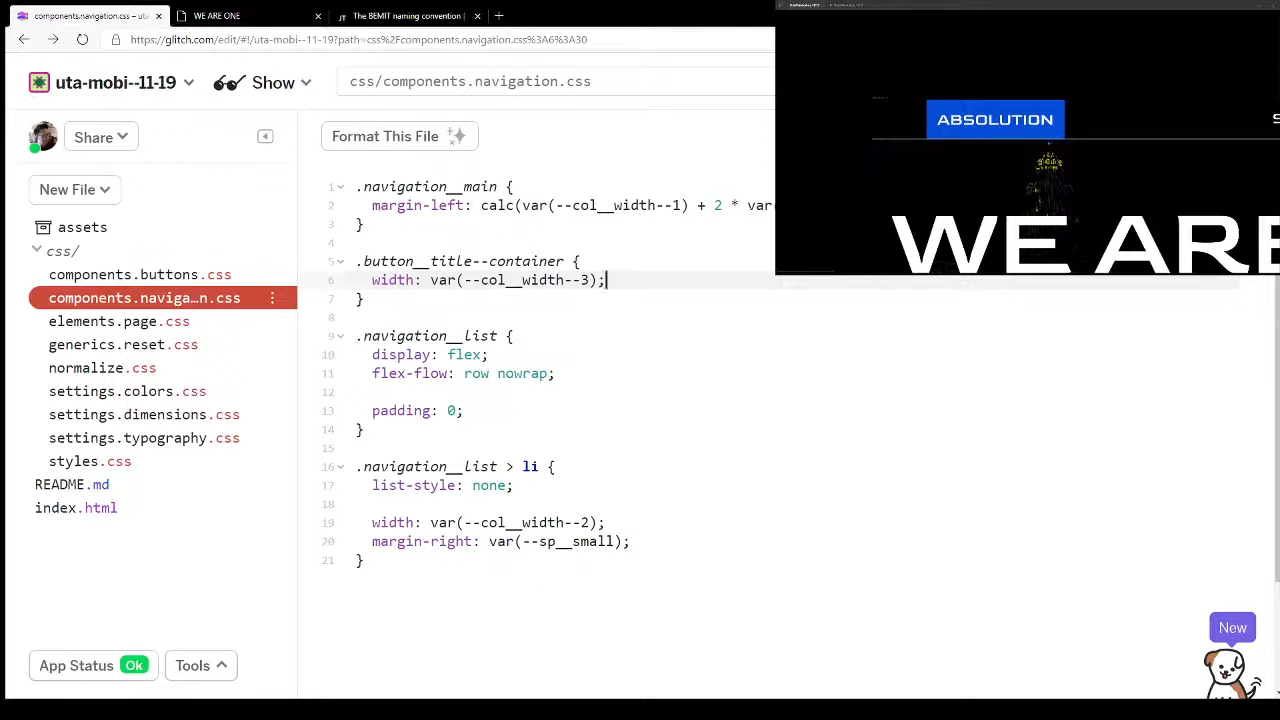 components.navigation.css – uta-
WE ARE ONE
JT The BEMIT naming convention |
https://glitch.com/edit/#!/uta-mobi--11-19?path=css%2Fcomponents.navigation.css%3A6%3A30
uta-mobi--11-19
Show
css/components.navigation.css
Share
Format This File
New File
assets
css/
components.buttons.css
components.naviga…n.css
elements.page.css
generics.reset.css
normalize.css
settings.colors.css
settings.dimensions.css
settings.typography.css
styles.css
README.md
index.html
App Status Ok
Tools
1 .navigation__main {
2 margin-left: calc(var(--col__width--1) + 2 * var
3 }
4
5 .button__title--container {
6 width: var(--col__width--3);
7 }
8
9 .navigation__list {
10 display: flex;
11 flex-flow: row nowrap;
12
13 padding: 0;
14 }
15
16 .navigation__list > li {
17 list-style: none;
18
19 width: var(--col__width--2);
20 margin-right: var(--sp__small);
21 }
ABSOLUTION
S
WE ARE
New